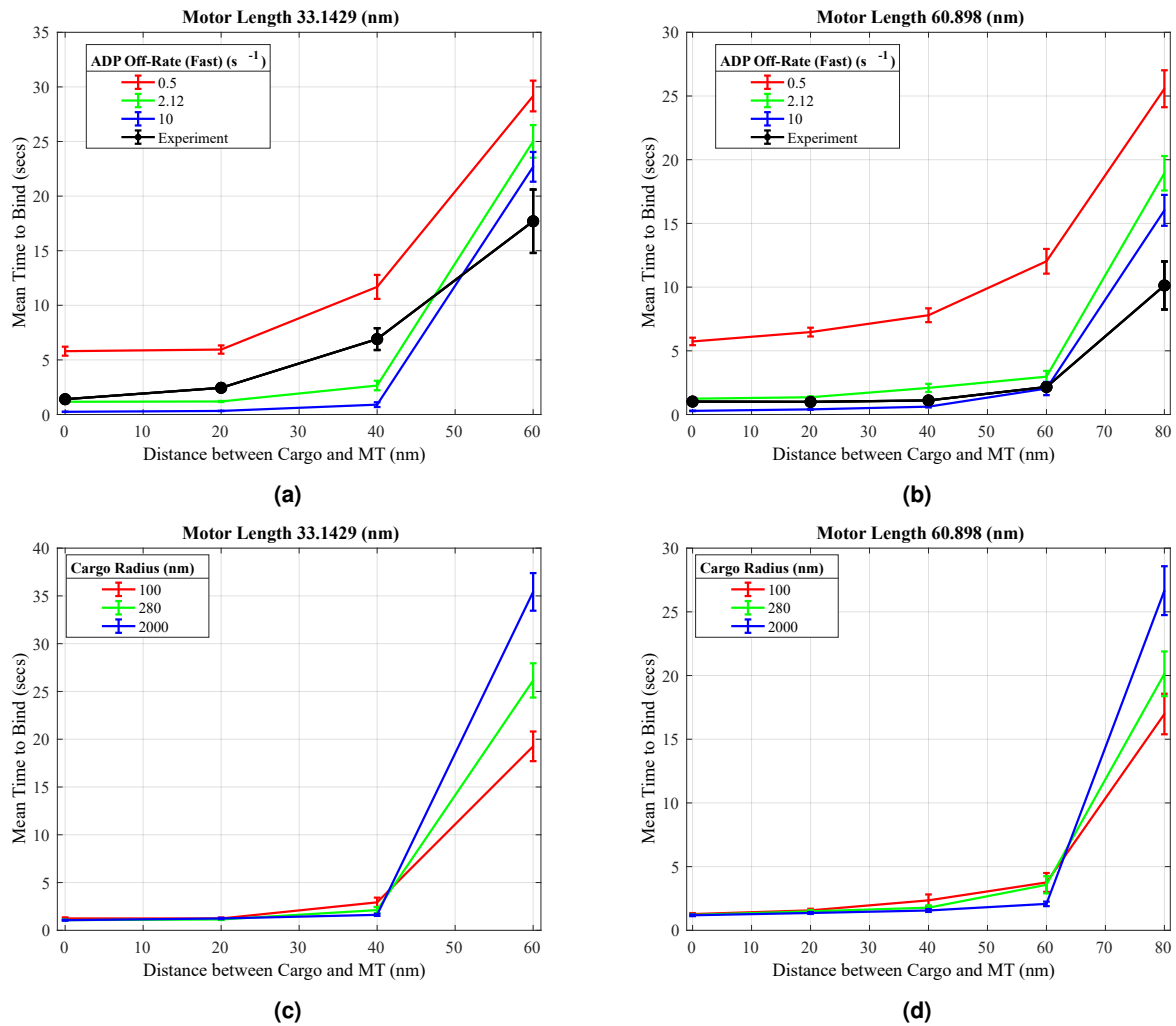 Motor Length 33.1429 (nm)
35
30
25
20
15
10
5
0
Mean Time to Bind (secs)
ADP Off-Rate (Fast) (s ⁻¹)
0.5
2.12
10
Experiment
0 10 20 30 40 50 60
Distance between Cargo and MT (nm)
(a)
Motor Length 60.898 (nm)
30
25
20
15
10
5
0
Mean Time to Bind (secs)
ADP Off-Rate (Fast) (s ⁻¹)
0.5
2.12
10
Experiment
0 10 20 30 40 50 60 70 80
Distance between Cargo and MT (nm)
(b)
Motor Length 33.1429 (nm)
40
35
30
25
20
15
10
5
0
Mean Time to Bind (secs)
Cargo Radius (nm)
100
280
2000
0 10 20 30 40 50 60
Distance between Cargo and MT (nm)
(c)
Motor Length 60.898 (nm)
30
25
20
15
10
5
0
Mean Time to Bind (secs)
Cargo Radius (nm)
100
280
2000
0 10 20 30 40 50 60 70 80
Distance between Cargo and MT (nm)
(d)